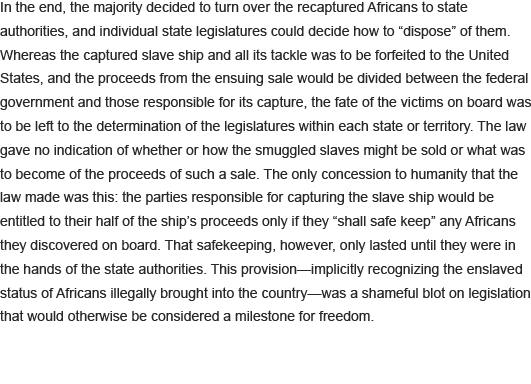 In the end, the majority decided to turn over the recaptured Africans to state
authorities, and individual state legislatures could decide how to “dispose” of them.
Whereas the captured slave ship and all its tackle was to be forfeited to the United
States, and the proceeds from the ensuing sale would be divided between the federal
government and those responsible for its capture, the fate of the victims on board was
to be left to the determination of the legislatures within each state or territory. The law
gave no indication of whether or how the smuggled slaves might be sold or what was
to become of the proceeds of such a sale. The only concession to humanity that the
law made was this: the parties responsible for capturing the slave ship would be
entitled to their half of the ship’s proceeds only if they “shall safe keep” any Africans
they discovered on board. That safekeeping, however, only lasted until they were in
the hands of the state authorities. This provision—implicitly recognizing the enslaved
status of Africans illegally brought into the country—was a shameful blot on legislation
that would otherwise be considered a milestone for freedom.